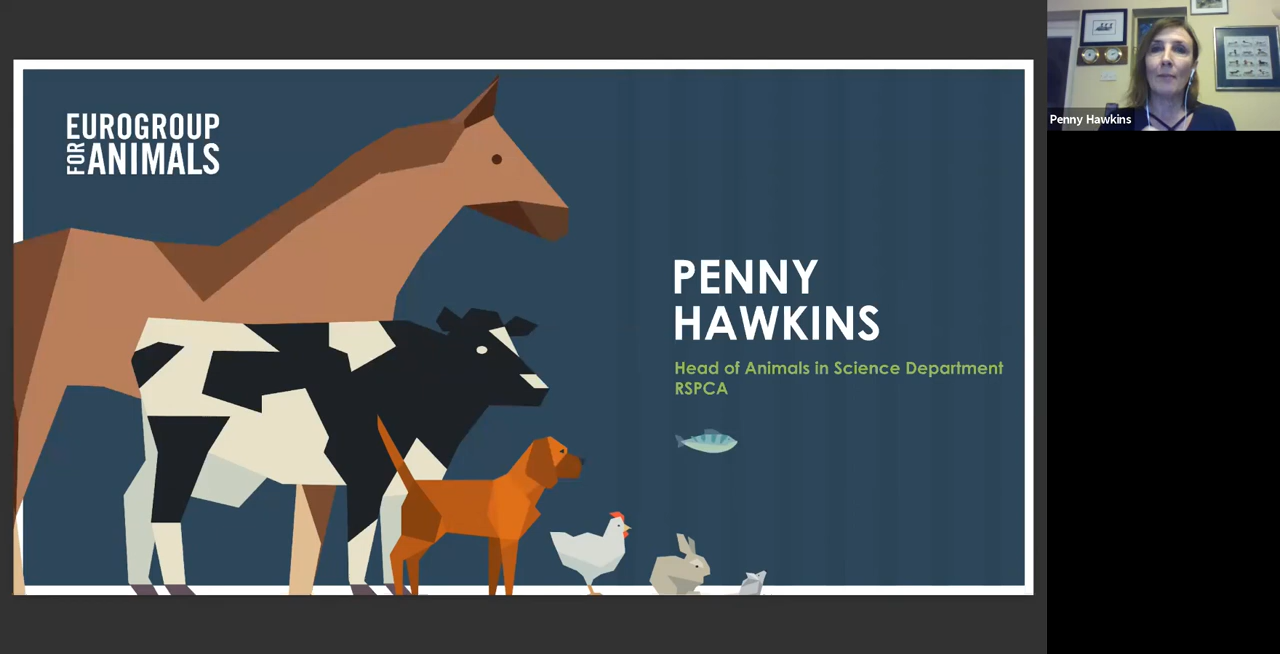 EUROGROUP
FOR ANIMALS
PENNY
HAWKINS
Head of Animals in Science Department
RSPCA
Penny Hawkins